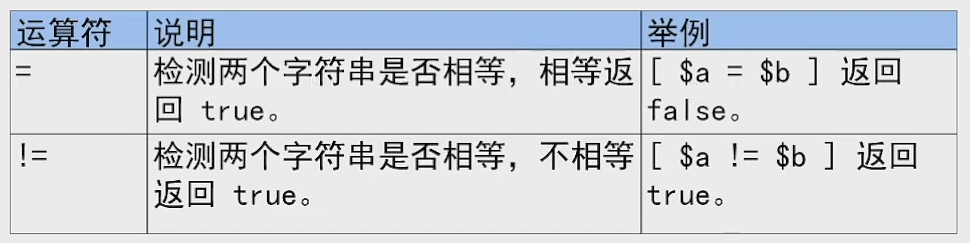 运算符 说明 举例
= 检测两个字符串是否相等，相等返 [ $a = $b ] 返回
回 true。 false。
!= 检测两个字符串是否相等，不相等 [ $a != $b ] 返回
返回 true。 true。